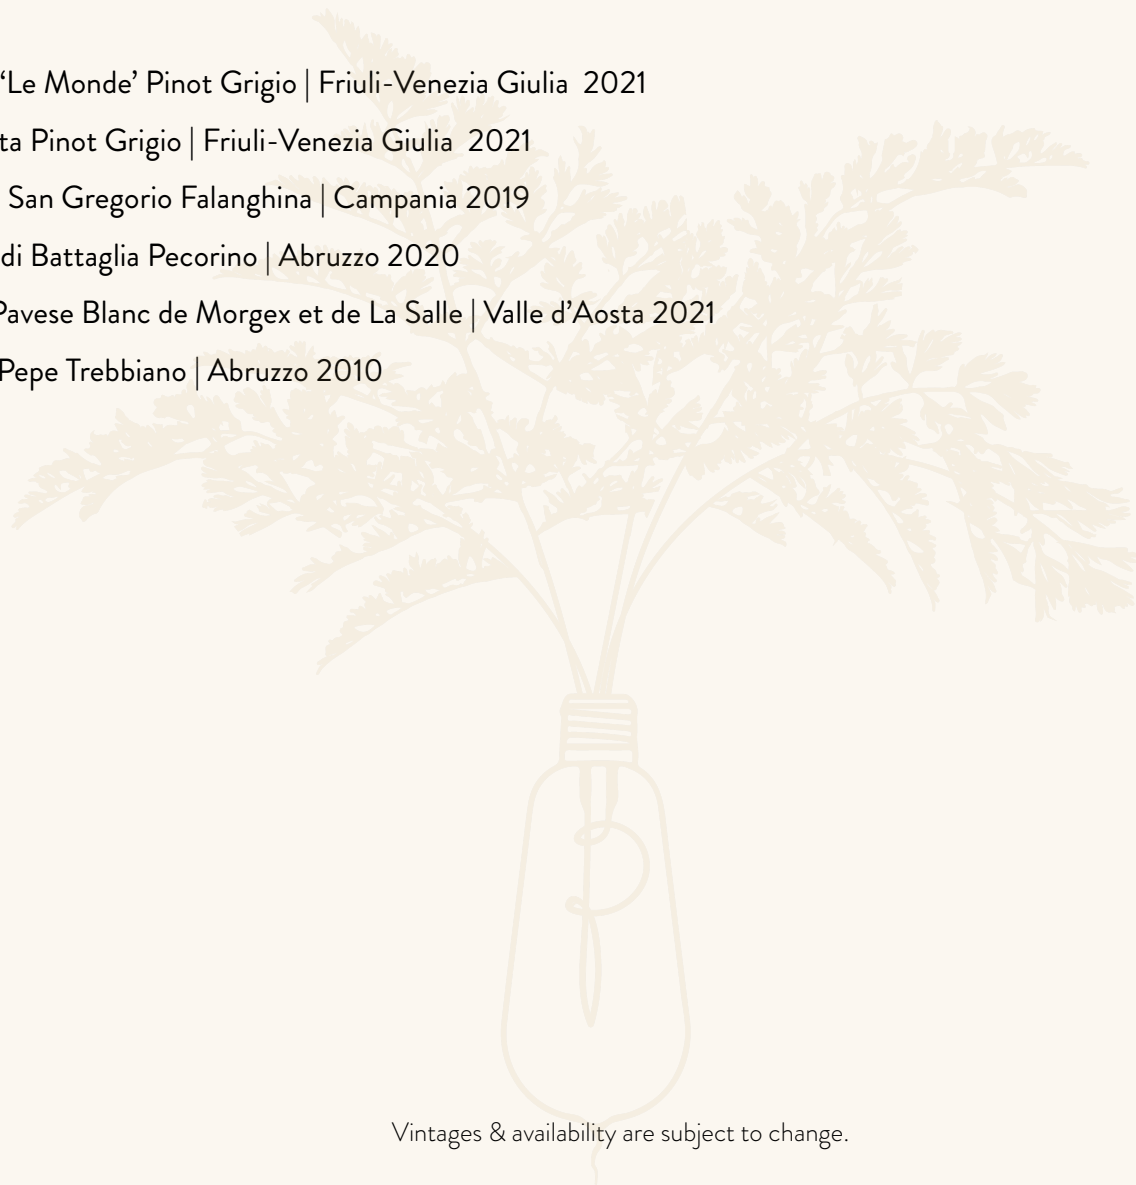 ‘Le Monde’ Pinot Grigio | Friuli-Venezia Giulia 2021
ta Pinot Grigio | Friuli-Venezia Giulia 2021
San Gregorio Falanghina | Campania 2019
di Battaglia Pecorino | Abruzzo 2020
Pavese Blanc de Morgex et de La Salle | Valle d’Aosta 2021
Pepe Trebbiano | Abruzzo 2010
Vintages & availability are subject to change.